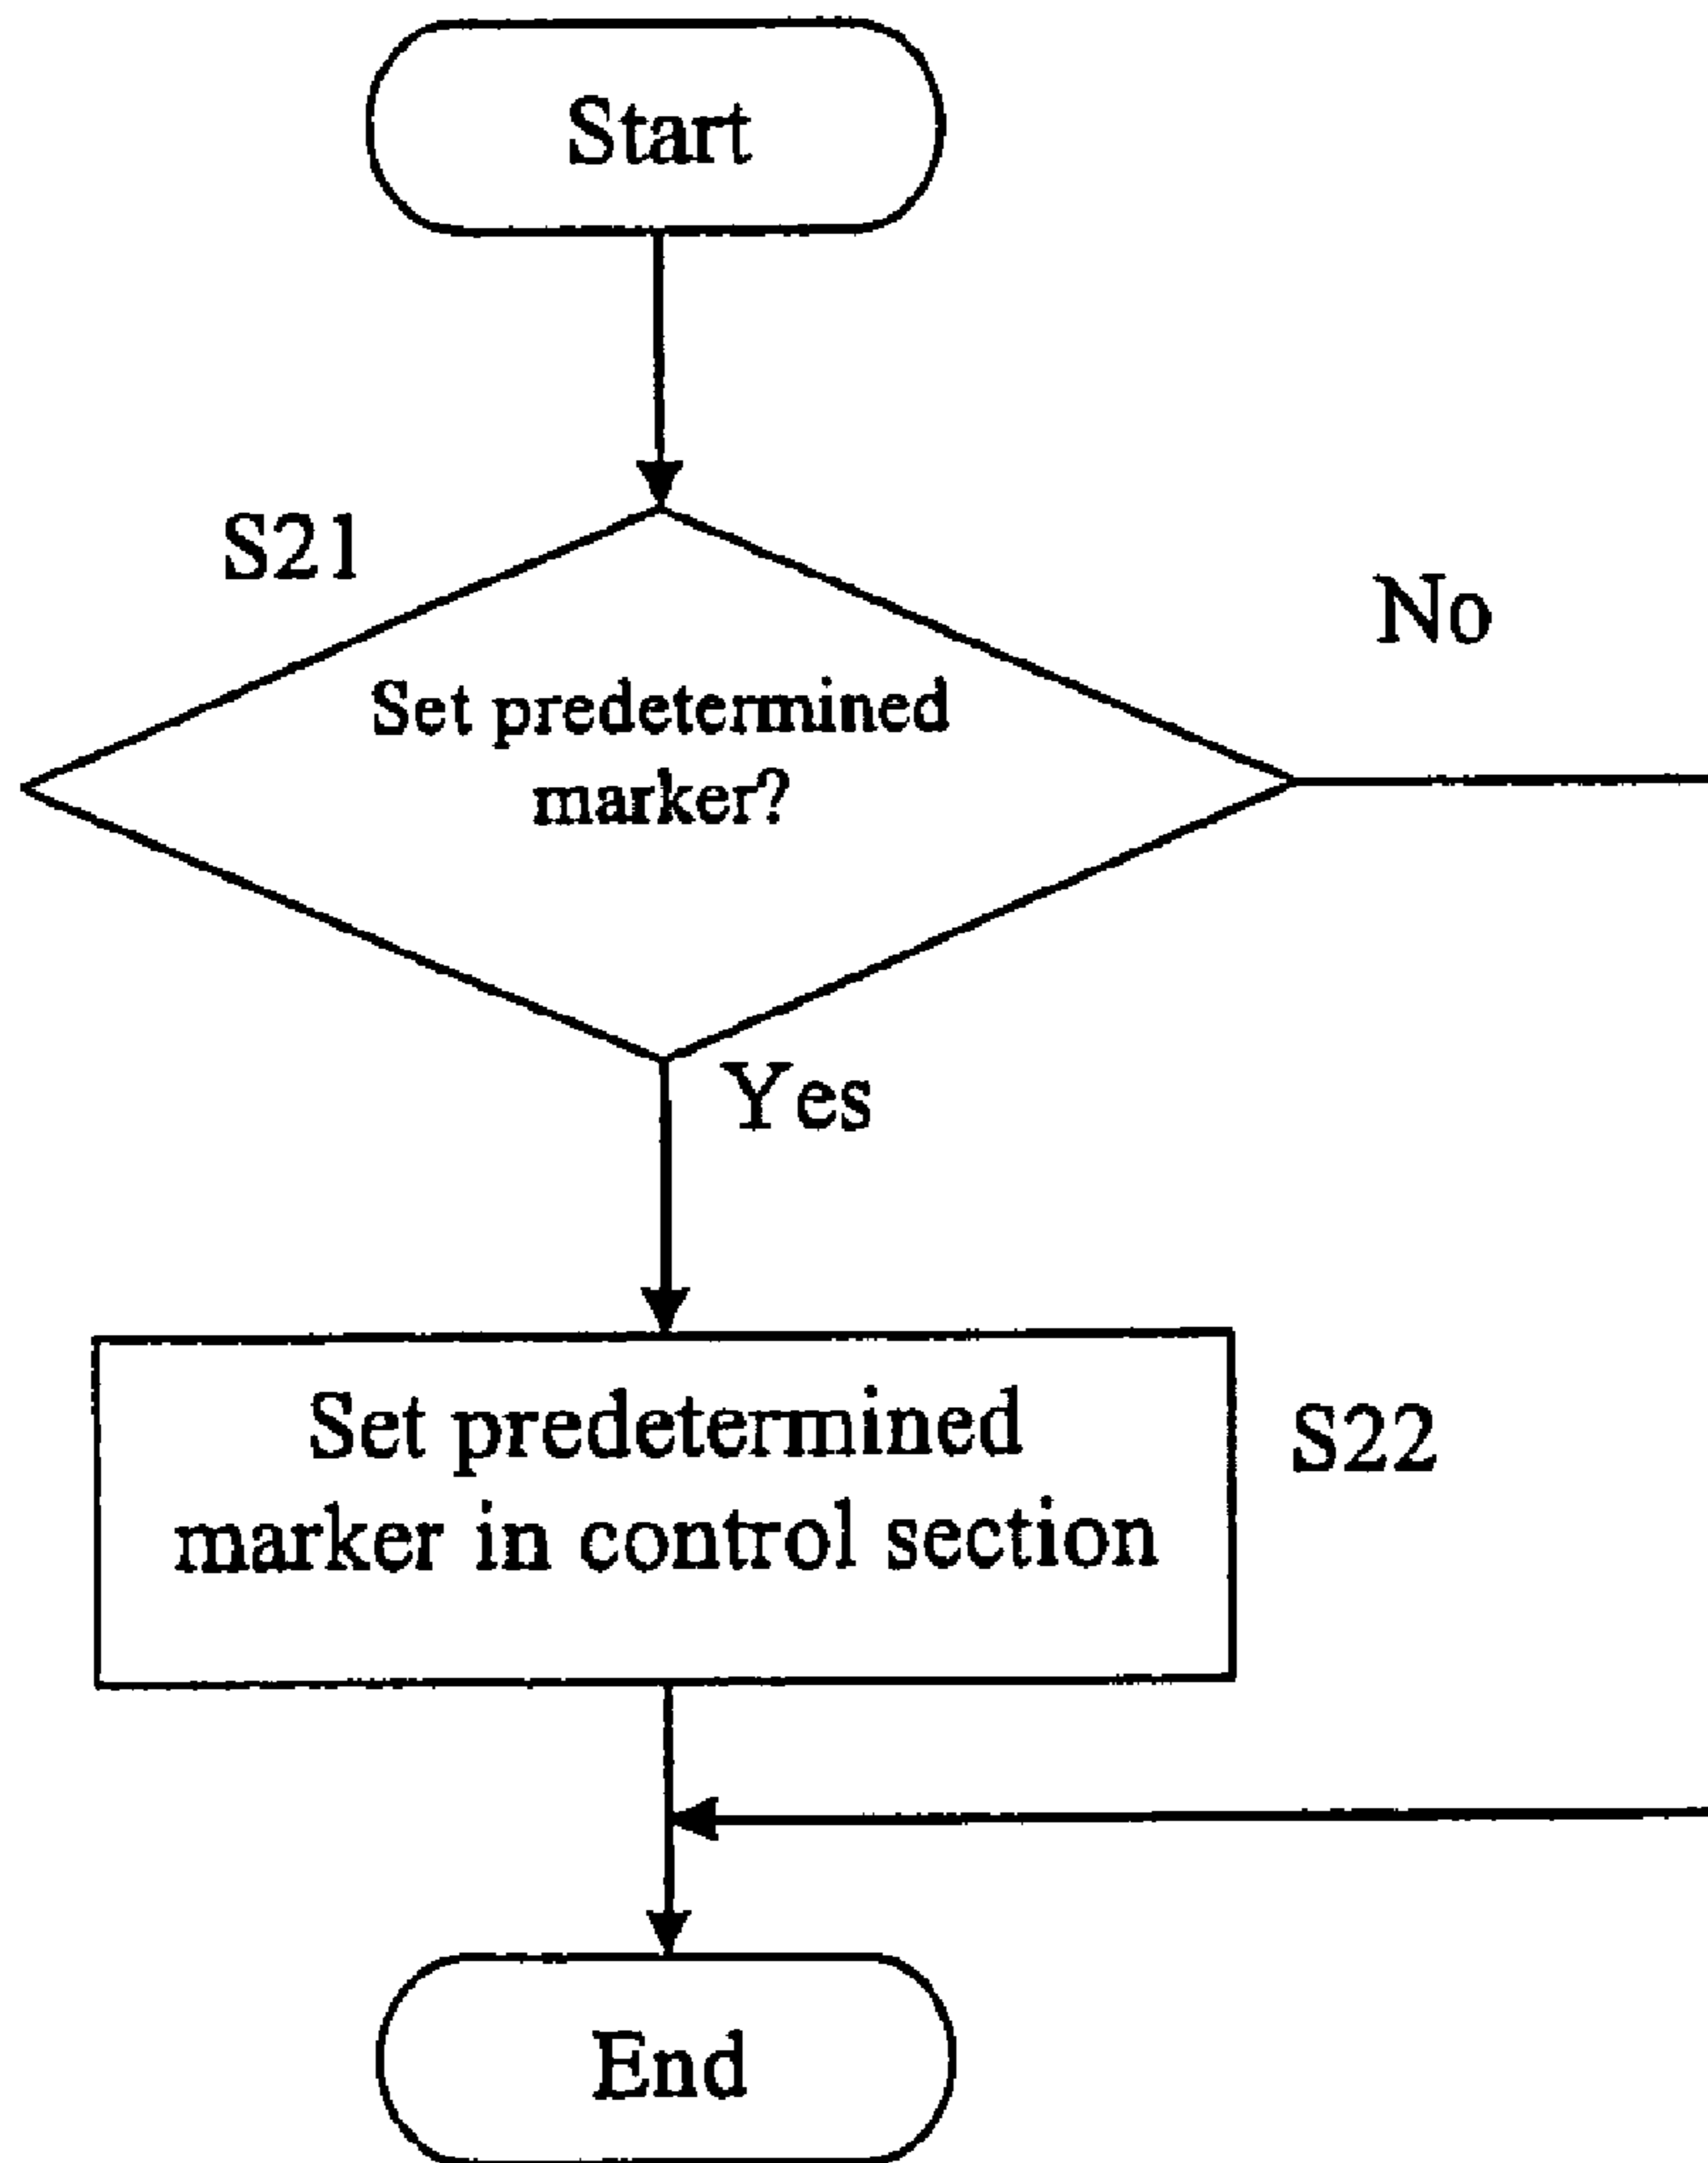 Start
S21
No
Set predetermined
marker?
Yes
Set predetermined
marker in control section
S22
End